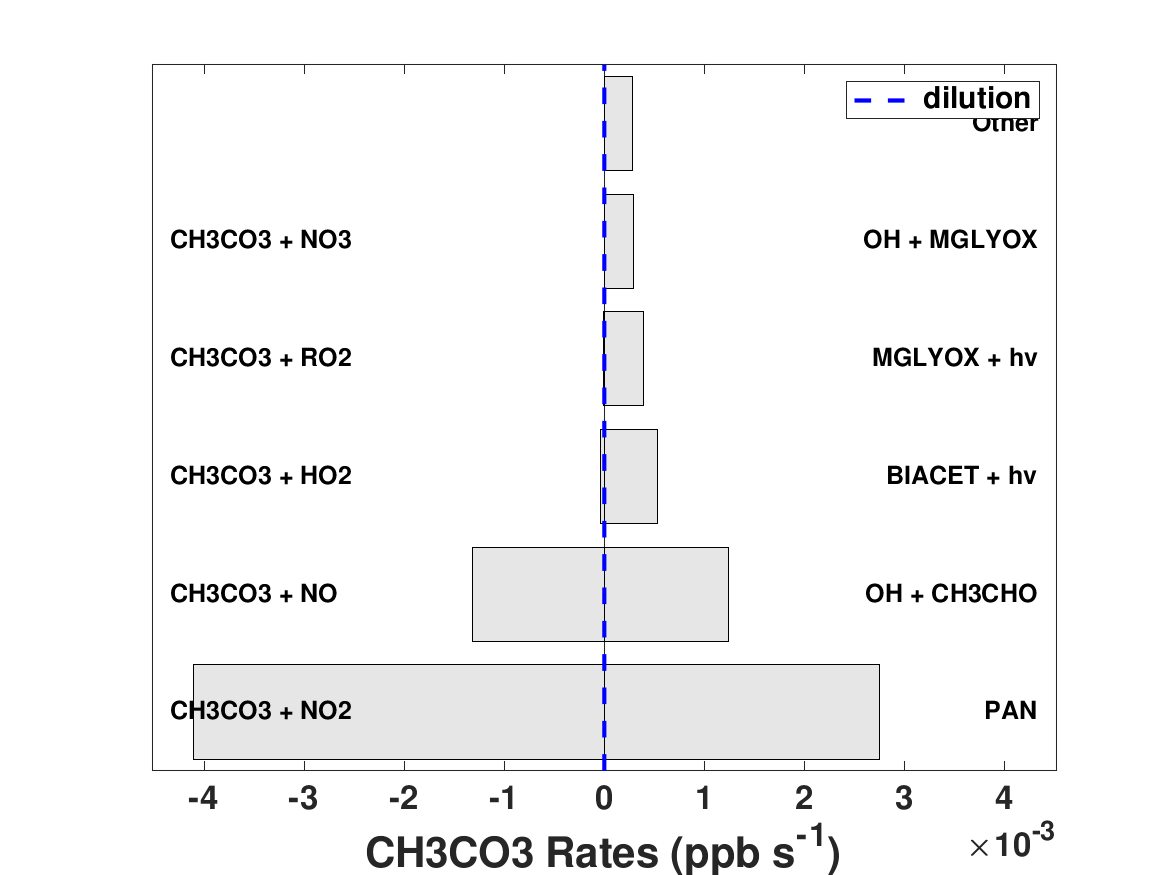 dilution
Other
CH3CO3 + NO3 OH + MGLYOX
CH3CO3 + RO2 MGLYOX + hv
CH3CO3 + HO2 BIACET + hv
CH3CO3 + NO OH + CH3CHO
CH3CO3 + NO2 PAN
-4 -3 -2 -1 0 1 2 3 4
×10-3
CH3CO3 Rates (ppb s-1)